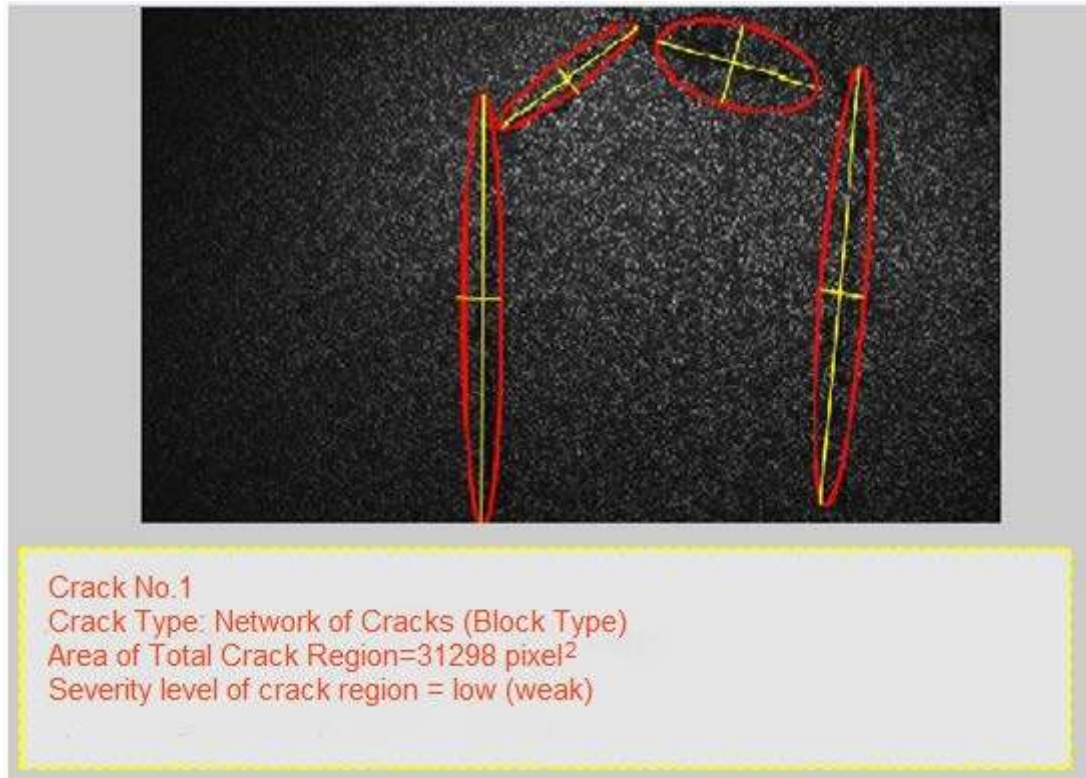 Crack No.1
Crack Type: Network of Cracks (Block Type)
Area of Total Crack Region=31298 pixel²
Severity level of crack region = low (weak)